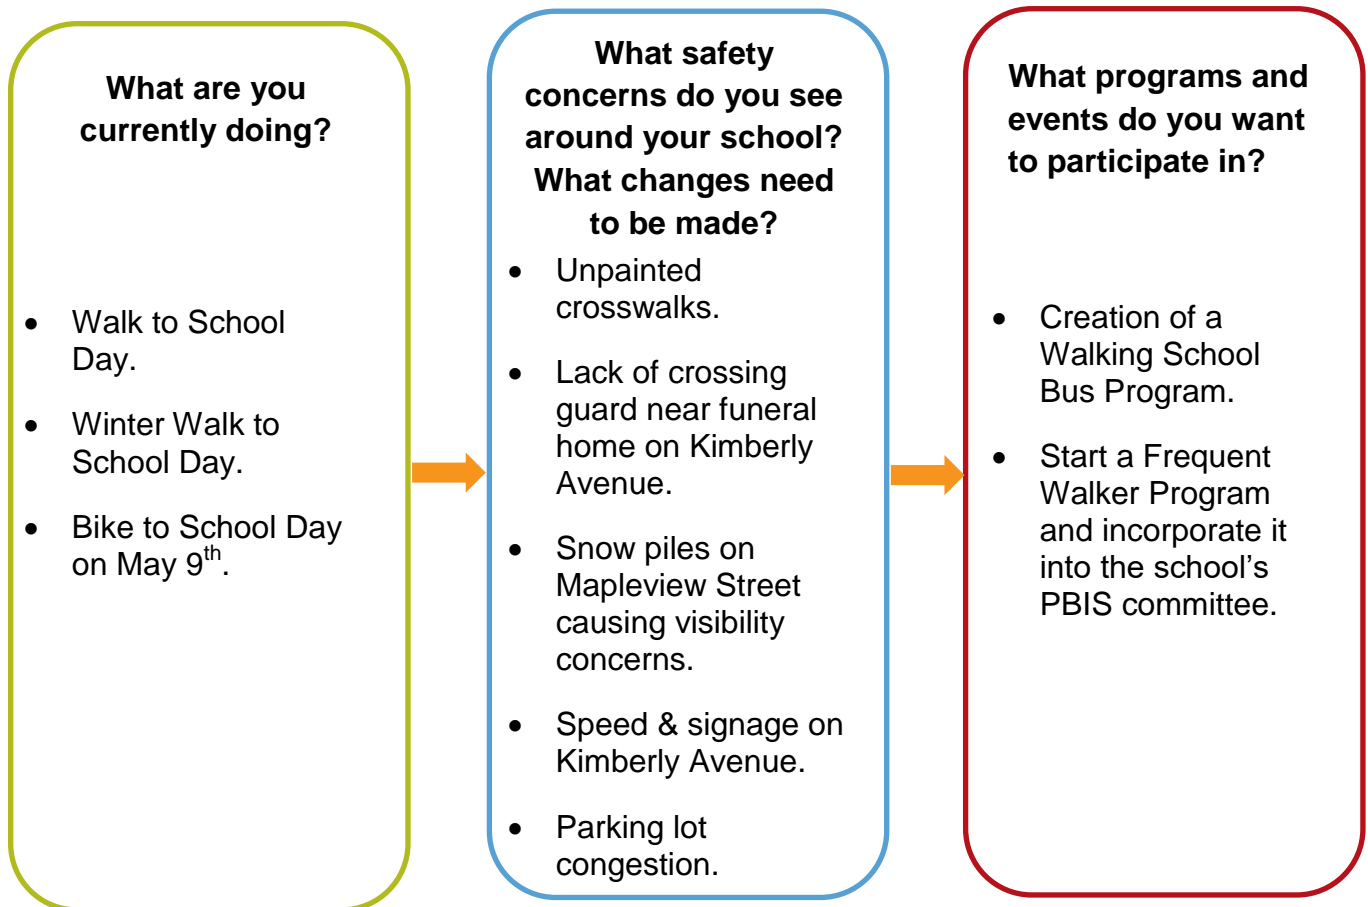 What are you
currently doing?
• Walk to School
Day.
• Winter Walk to
School Day.
• Bike to School Day
on May 9th.
What safety
concerns do you see
around your school?
What changes need
to be made?
• Unpainted
crosswalks.
• Lack of crossing
guard near funeral
home on Kimberly
Avenue.
• Snow piles on
Mapleview Street
causing visibility
concerns.
• Speed & signage on
Kimberly Avenue.
• Parking lot
congestion.
What programs and
events do you want
to participate in?
• Creation of a
Walking School
Bus Program.
• Start a Frequent
Walker Program
and incorporate it
into the school’s
PBIS committee.